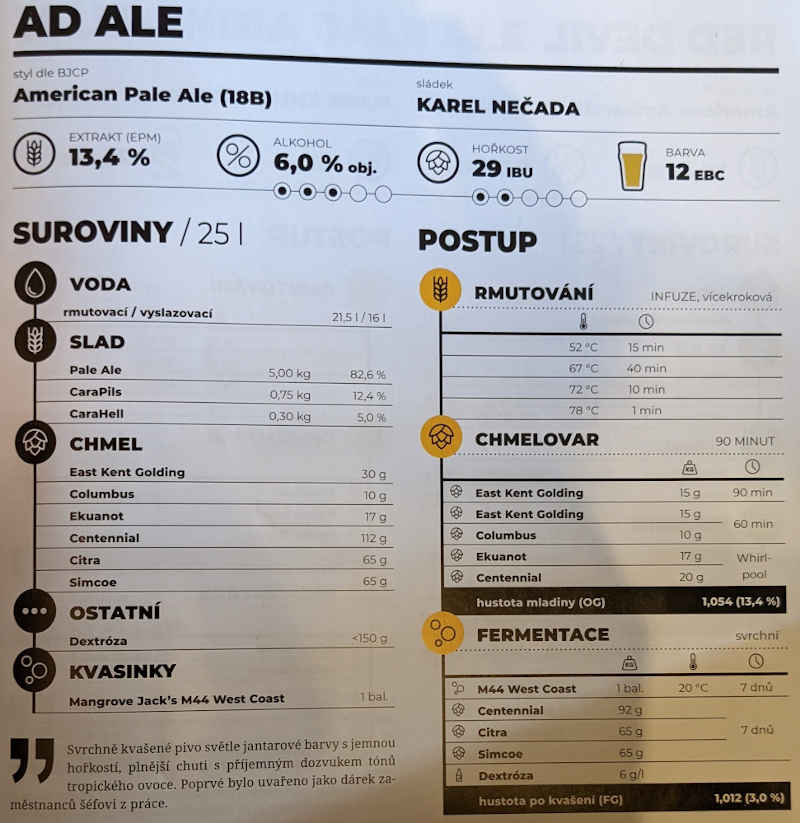 AD ALE
styl dle BJCP
American Pale Ale (18B)
sládek
KAREL NEČADA
EXTRAKT (EPM)
13,4 %
ALKOHOL
6,0 % obj.
HOŘKOST
29 IBU
BARVA
12 EBC
SUROVINY / 25 l
VODA
rmutovací / vyslazovací 21,5 l / 16 l
SLAD
Pale Ale 5,00 kg 82,6 %
CaraPils 0,75 kg 12,4 %
CaraHell 0,30 kg 5,0 %
CHMEL
East Kent Golding 30 g
Columbus 10 g
Ekuanot 17 g
Centennial 112 g
Citra 65 g
Simcoe 65 g
OSTATNÍ
Dextróza <150 g
KVASINKY
Mangrove Jack's M44 West Coast 1 bal.
Svrchně kvašené pivo světle jantarové barvy s jemnou
hořkostí, plnější chuti s příjemným dozvukem tónů
tropického ovoce. Poprvé bylo uvařeno jako dárek za-
městnanců šéfovi z práce.
POSTUP
RMUTOVÁNÍ INFUZE, vícekroková
52 °C 15 min
67 °C 40 min
72 °C 10 min
78 °C 1 min
CHMELOVAR 90 MINUT
KG
East Kent Golding 15 g 90 min
East Kent Golding 15 g
60 min
Columbus 10 g
Ekuanot 17 g Whirl-
pool
Centennial 20 g
hustota mladiny (OG) 1,054 (13,4 %)
FERMENTACE svrchní
KG
M44 West Coast 1 bal. 20 °C 7 dnů
Centennial 92 g
Citra 65 g 7 dnů
Simcoe 65 g
Dextróza 6 g/l
hustota po kvašení (FG) 1,012 (3,0 %)